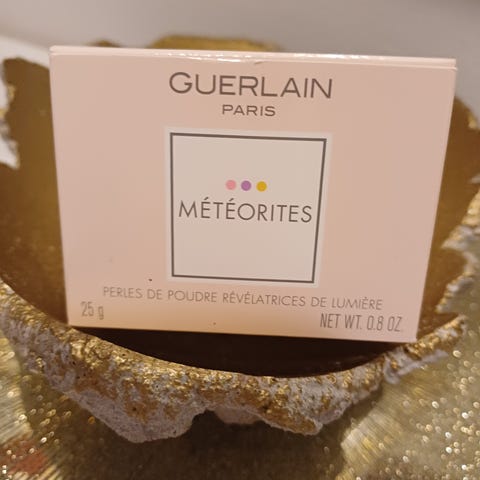 GUERLAIN
PARIS
MÉTÉORITES
PERLES DE POUDRE RÉVÉLATRICES DE LUMIÈRE
25 g
NET WT. 0.8 OZ.